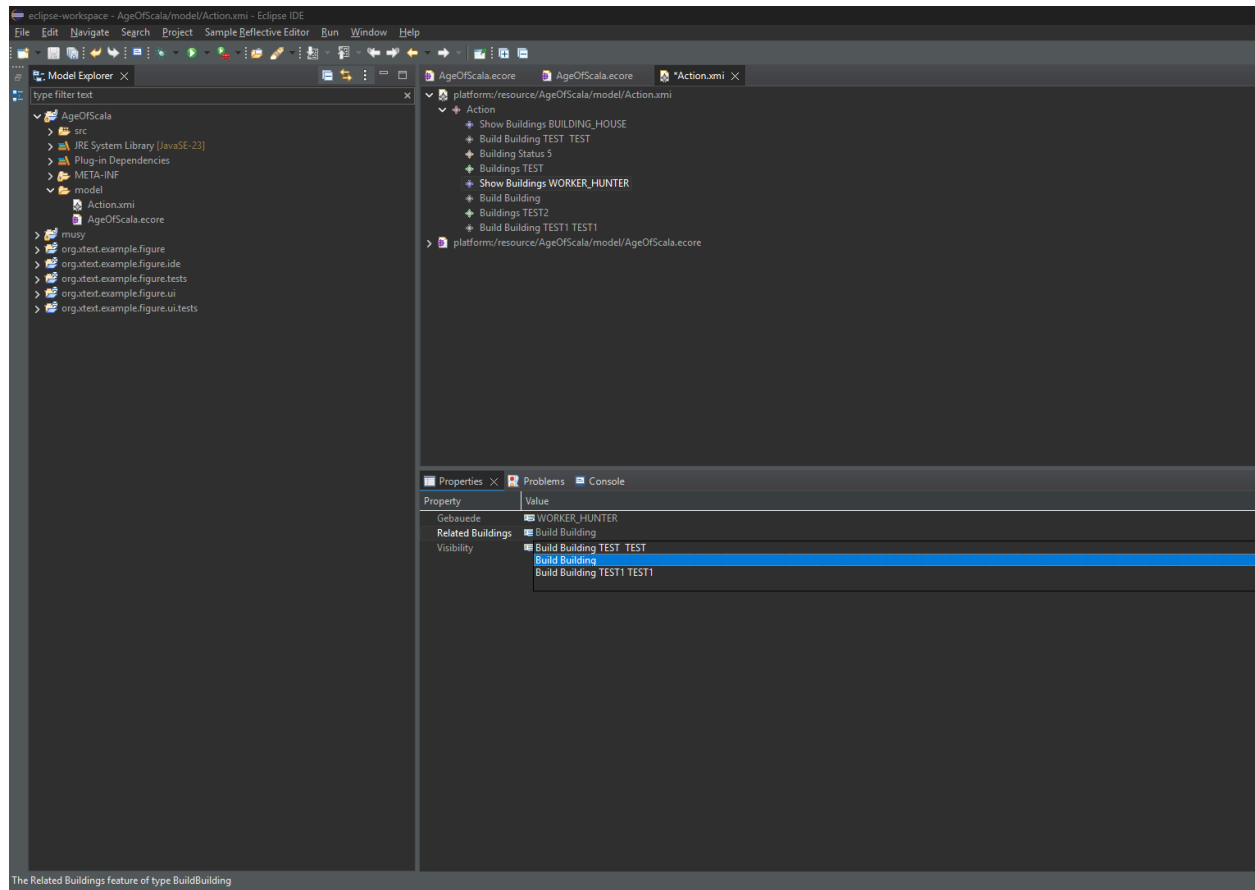 eclipse-workspace - AgeOfScala/model/Action.xmi - Eclipse IDE
File Edit Navigate Search Project Sample Reflective Editor Run Window Help
Model Explorer
type filter text
AgeOfScala
src
JRE System Library [JavaSE-23]
Plug-in Dependencies
META-INF
model
Action.xmi
AgeOfScala.ecore
musy
org.xtext.example.figure
org.xtext.example.figure.ide
org.xtext.example.figure.tests
org.xtext.example.figure.ui
org.xtext.example.figure.ui.tests
AgeOfScala.ecore AgeOfScala.ecore *Action.xmi
platform:/resource/AgeOfScala/model/Action.xmi
Action
Show Buildings BUILDING_HOUSE
Build Building TEST TEST
Building Status 5
Buildings TEST
Show Buildings WORKER_HUNTER
Build Building
Buildings TEST2
Build Building TEST1 TEST1
platform:/resource/AgeOfScala/model/AgeOfScala.ecore
Properties Problems Console
Property Value
Gebauede WORKER_HUNTER
Related Buildings Build Building
Visibility Build Building TEST TEST
Build Building
Build Building TEST1 TEST1
The Related Buildings feature of type BuildBuilding